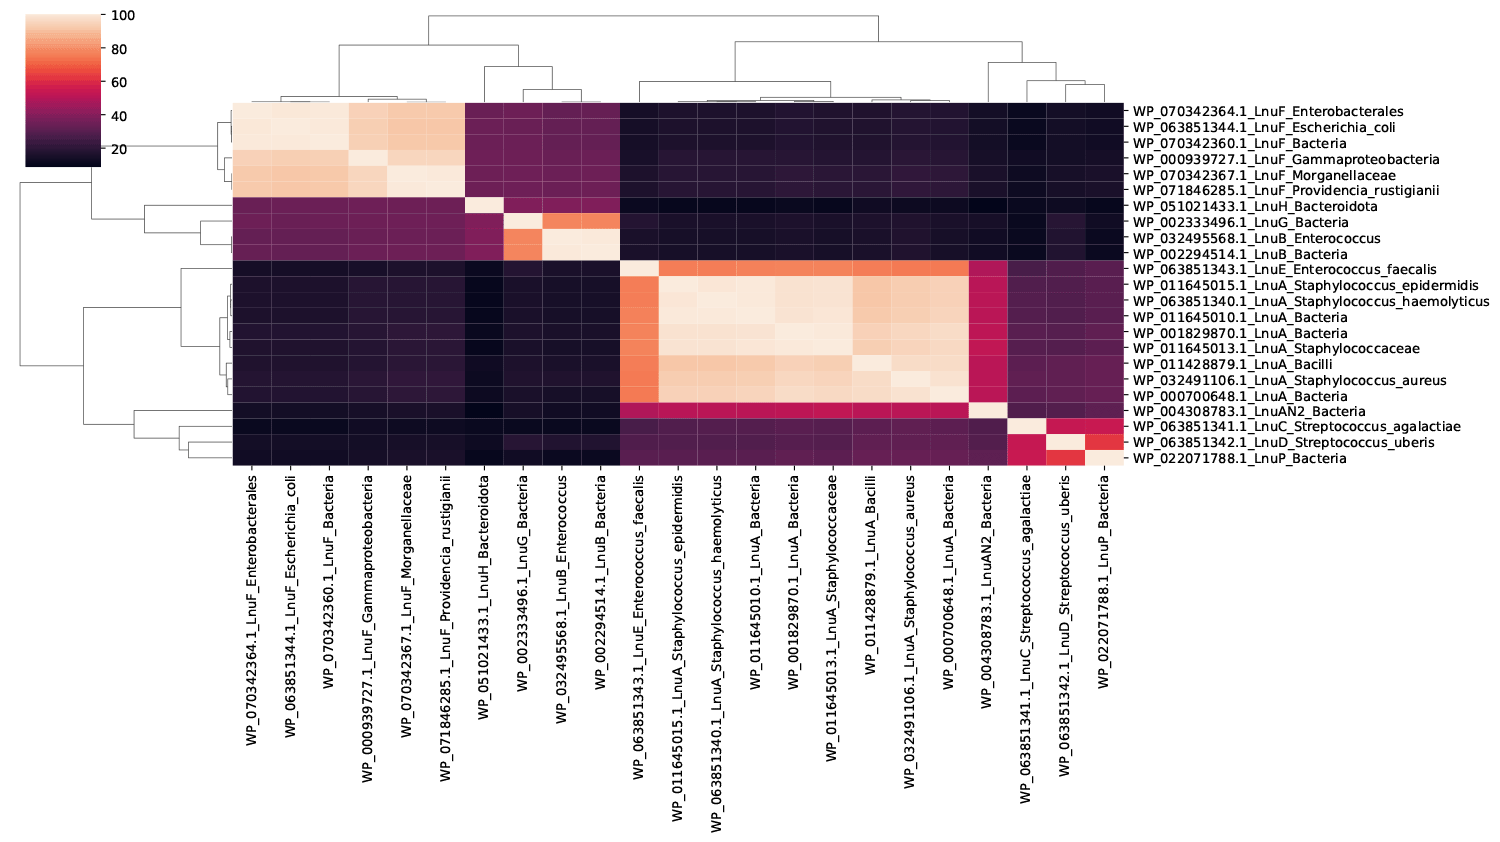 100
80
60
40
20
WP_070342364.1_LnuF_Enterobacterales
WP_063851344.1_LnuF_Escherichia_coli
WP_070342360.1_LnuF_Bacteria
WP_000939727.1_LnuF_Gammaproteobacteria
WP_070342367.1_LnuF_Morganellaceae
WP_071846285.1_LnuF_Providencia_rustigianii
WP_051021433.1_LnuH_Bacteroidota
WP_002333496.1_LnuG_Bacteria
WP_032495568.1_LnuB_Enterococcus
WP_002294514.1_LnuB_Bacteria
WP_063851343.1_LnuE_Enterococcus_faecalis
WP_011645015.1_LnuA_Staphylococcus_epidermidis
WP_063851340.1_LnuA_Staphylococcus_haemolyticus
WP_011645010.1_LnuA_Bacteria
WP_001829870.1_LnuA_Bacteria
WP_011645013.1_LnuA_Staphylococcaceae
WP_011428879.1_LnuA_Bacilli
WP_032491106.1_LnuA_Staphylococcus_aureus
WP_000700648.1_LnuA_Bacteria
WP_004308783.1_LnuAN2_Bacteria
WP_063851341.1_LnuC_Streptococcus_agalactiae
WP_063851342.1_LnuD_Streptococcus_uberis
WP_022071788.1_LnuP_Bacteria
WP_070342364.1_LnuF_Enterobacterales
WP_063851344.1_LnuF_Escherichia_coli
WP_070342360.1_LnuF_Bacteria
WP_000939727.1_LnuF_Gammaproteobacteria
WP_070342367.1_LnuF_Morganellaceae
WP_071846285.1_LnuF_Providencia_rustigianii
WP_051021433.1_LnuH_Bacteroidota
WP_002333496.1_LnuG_Bacteria
WP_032495568.1_LnuB_Enterococcus
WP_002294514.1_LnuB_Bacteria
WP_063851343.1_LnuE_Enterococcus_faecalis
WP_011645015.1_LnuA_Staphylococcus_epidermidis
WP_063851340.1_LnuA_Staphylococcus_haemolyticus
WP_011645010.1_LnuA_Bacteria
WP_001829870.1_LnuA_Bacteria
WP_011645013.1_LnuA_Staphylococcaceae
WP_011428879.1_LnuA_Bacilli
WP_032491106.1_LnuA_Staphylococcus_aureus
WP_000700648.1_LnuA_Bacteria
WP_004308783.1_LnuAN2_Bacteria
WP_063851341.1_LnuC_Streptococcus_agalactiae
WP_063851342.1_LnuD_Streptococcus_uberis
WP_022071788.1_LnuP_Bacteria